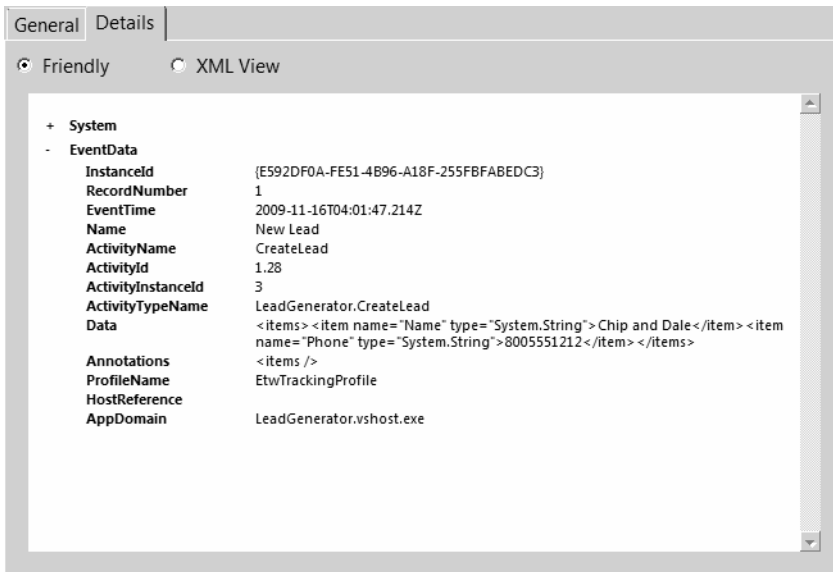 General Details
Friendly XML View
+ System
- EventData
InstanceId {E592DF0A-FE51-4B96-A18F-255FBFABEDC3}
RecordNumber 1
EventTime 2009-11-16T04:01:47.214Z
Name New Lead
ActivityName CreateLead
ActivityId 1.28
ActivityInstanceId 3
ActivityTypeName LeadGenerator.CreateLead
Data <items><item name="Name" type="System.String">Chip and Dale</item><item
name="Phone" type="System.String">8005551212</item></items>
Annotations <items />
ProfileName EtwTrackingProfile
HostReference
AppDomain LeadGenerator.vshost.exe